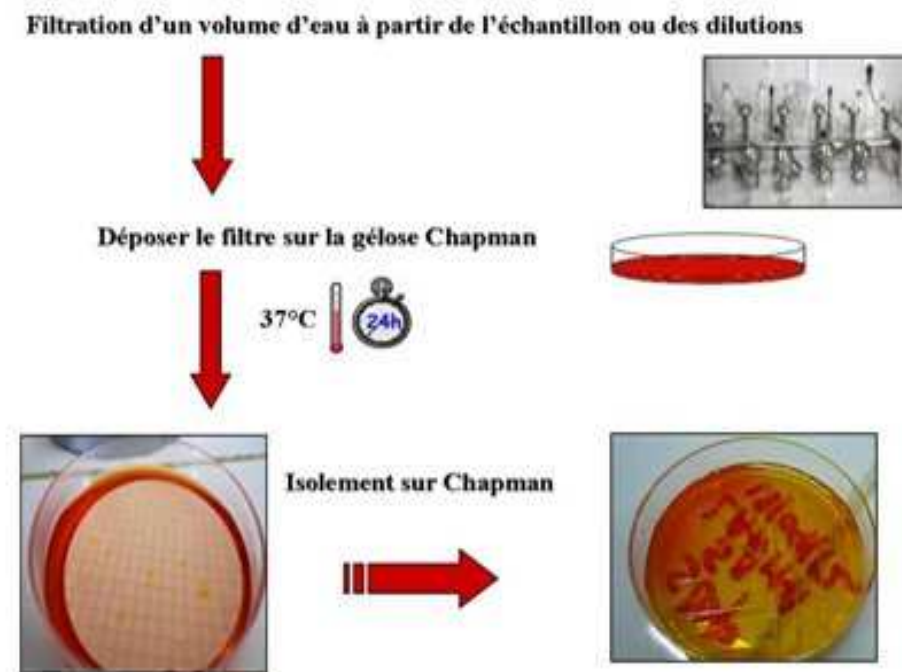 Filtration d'un volume d'eau à partir de l'échantillon ou des dilutions
Déposer le filtre sur la gélose Chapman
37°C
24h
Isolement sur Chapman